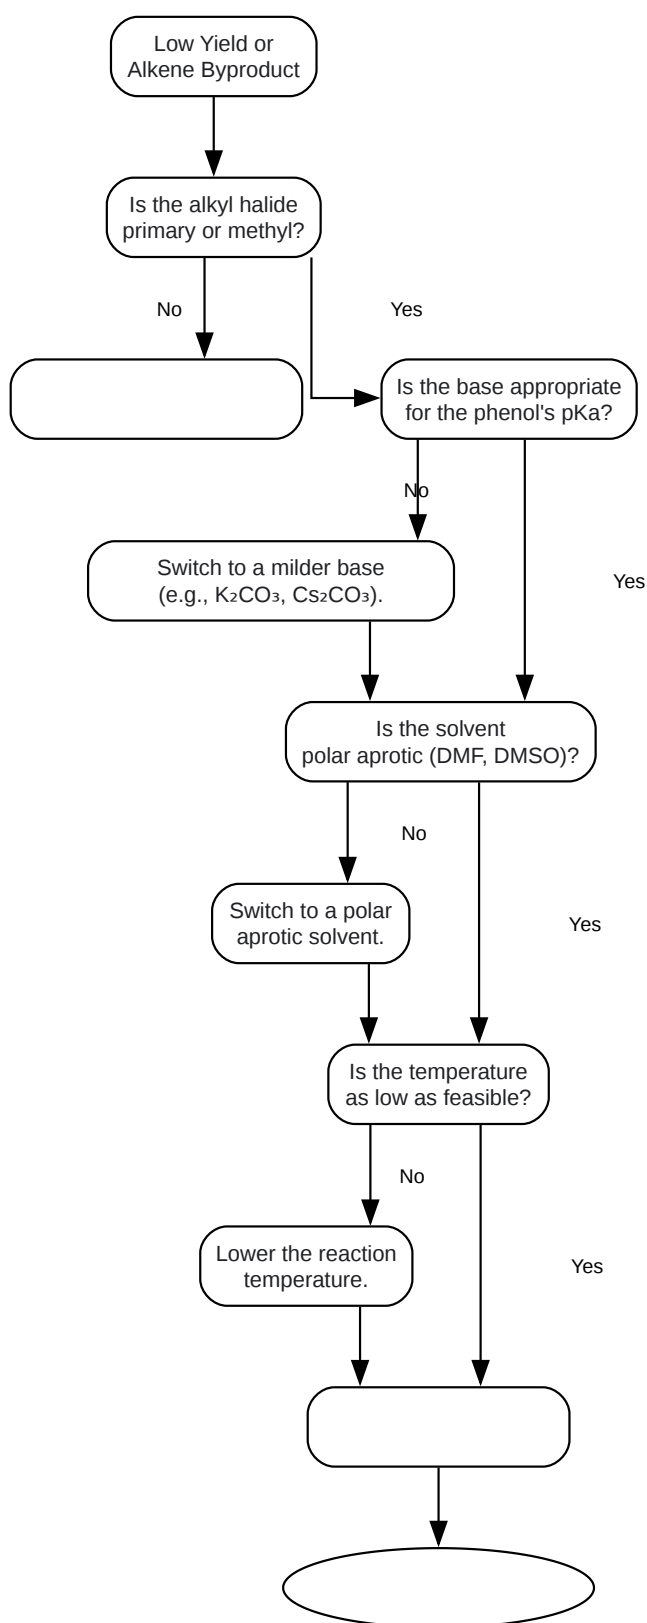 Low Yield or
Alkene Byproduct
Is the alkyl halide
primary or methyl?
No
Yes
Is the base appropriate
for the phenol's pKa?
No
Switch to a milder base
(e.g., K₂CO₃, Cs₂CO₃).
Yes
Is the solvent
polar aprotic (DMF, DMSO)?
No
Switch to a polar
aprotic solvent.
Yes
Is the temperature
as low as feasible?
No
Lower the reaction
temperature.
Yes